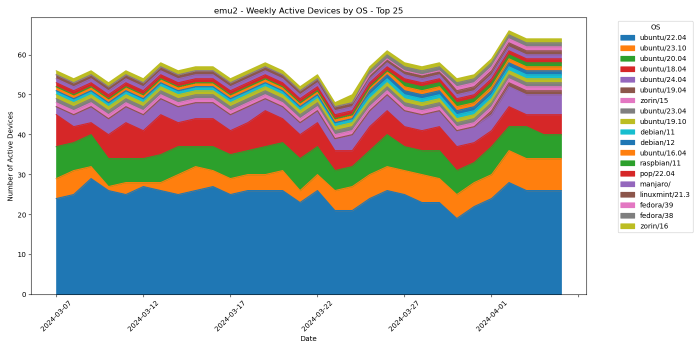 emu2 - Weekly Active Devices by OS - Top 25
Number of Active Devices
60
50
40
30
20
10
0
2024-03-07
2024-03-12
2024-03-17
2024-03-22
2024-03-27
2024-04-01
Date
OS
ubuntu/22.04
ubuntu/23.10
ubuntu/20.04
ubuntu/18.04
ubuntu/24.04
ubuntu/19.04
zorin/15
ubuntu/23.04
ubuntu/19.10
debian/11
debian/12
ubuntu/16.04
raspbian/11
pop/22.04
manjaro/
linuxmint/21.3
fedora/39
fedora/38
zorin/16